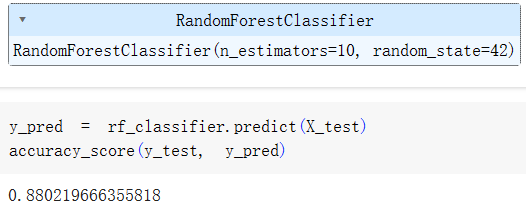 RandomForestClassifier
RandomForestClassifier(n_estimators=10, random_state=42)
y_pred = rf_classifier.predict(X_test)
accuracy_score(y_test, y_pred)
0.880219666355818